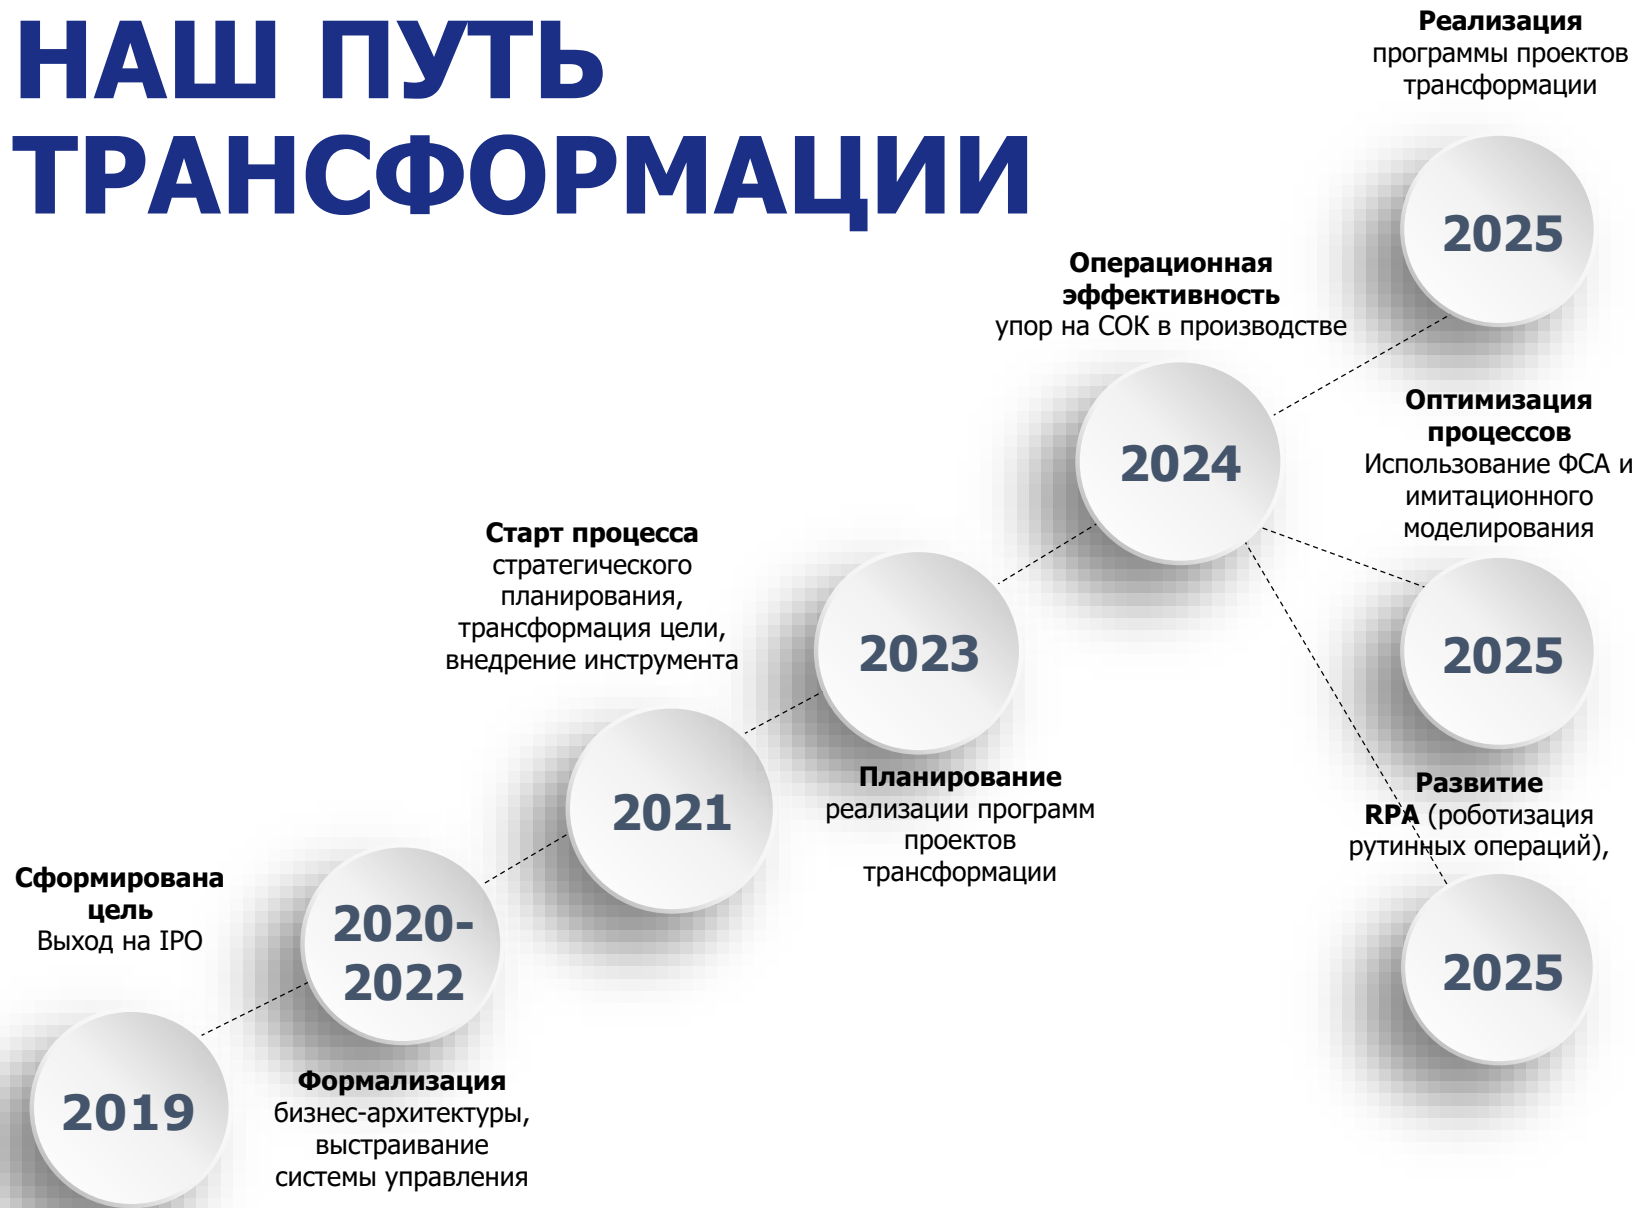 НАШ ПУТЬ
ТРАНСФОРМАЦИИ
Сформирована
цель
Выход на IPO
2019
2020-
2022
Формализация
бизнес-архитектуры,
выстраивание
системы управления
Старт процесса
стратегического
планирования,
трансформация цели,
внедрение инструмента
2021
2023
Планирование
реализации программ
проектов
трансформации
Операционная
эффективность
упор на СОК в производстве
2024
Реализация
программы проектов
трансформации
2025
Оптимизация
процессов
Использование ФСА и
имитационного
моделирования
2025
Развитие
RPA (роботизация
рутинных операций),
2025